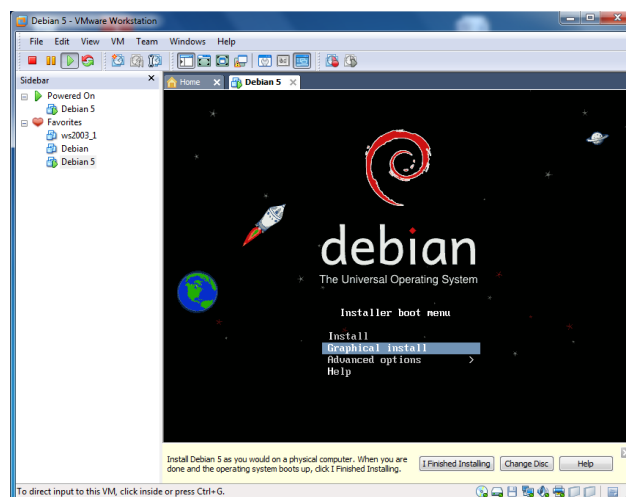 Debian 5 - VMware Workstation
File Edit View VM Team Windows Help
Sidebar
Home
Debian 5
Powered On
Debian 5
Favorites
ws2003_1
Debian
Debian 5
debian
The Universal Operating System
Installer boot menu
Install
Graphical install
Advanced options >
Help
Install Debian 5 as you would on a physical computer. When you are
done and the operating system boots up, click I Finished Installing.
I Finished Installing
Change Disc
Help
To direct input to this VM, click inside or press Ctrl+G.